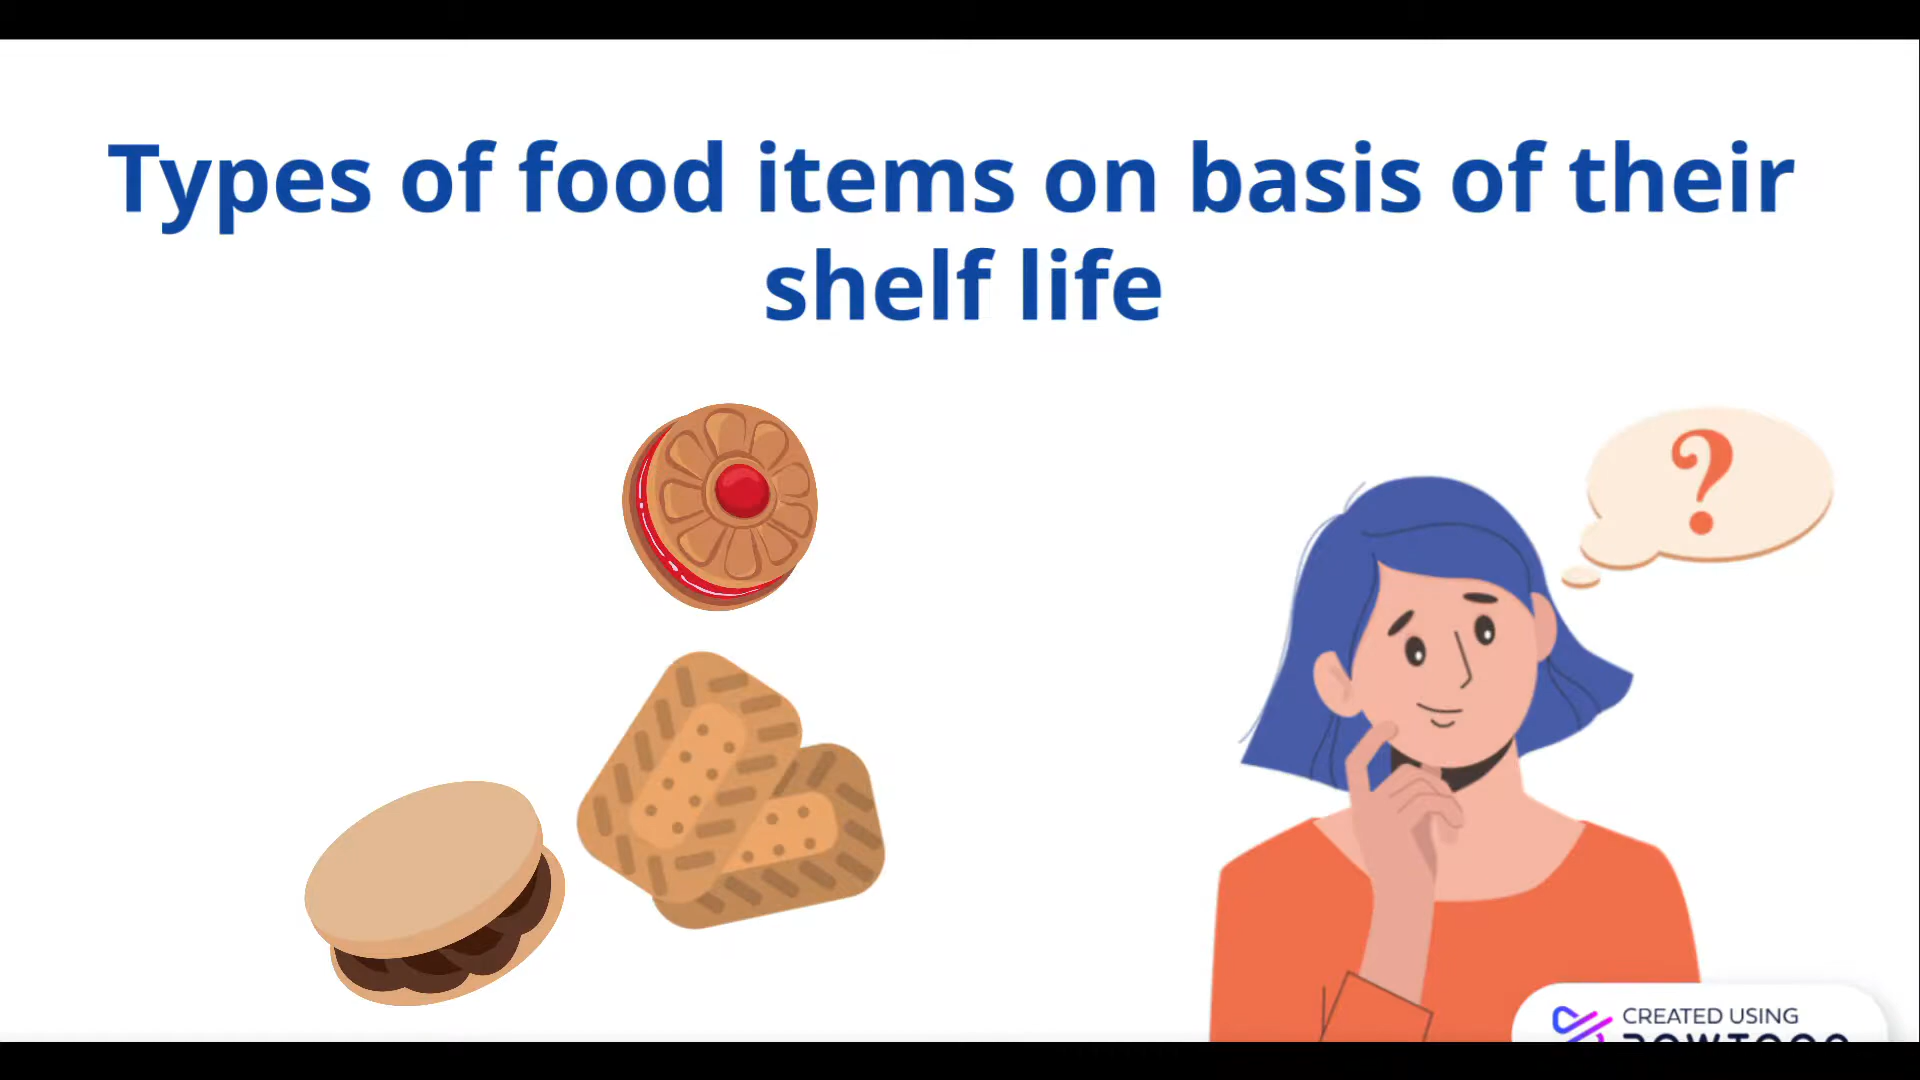 Types of food items on basis of their
shelf life
?
CREATED USING